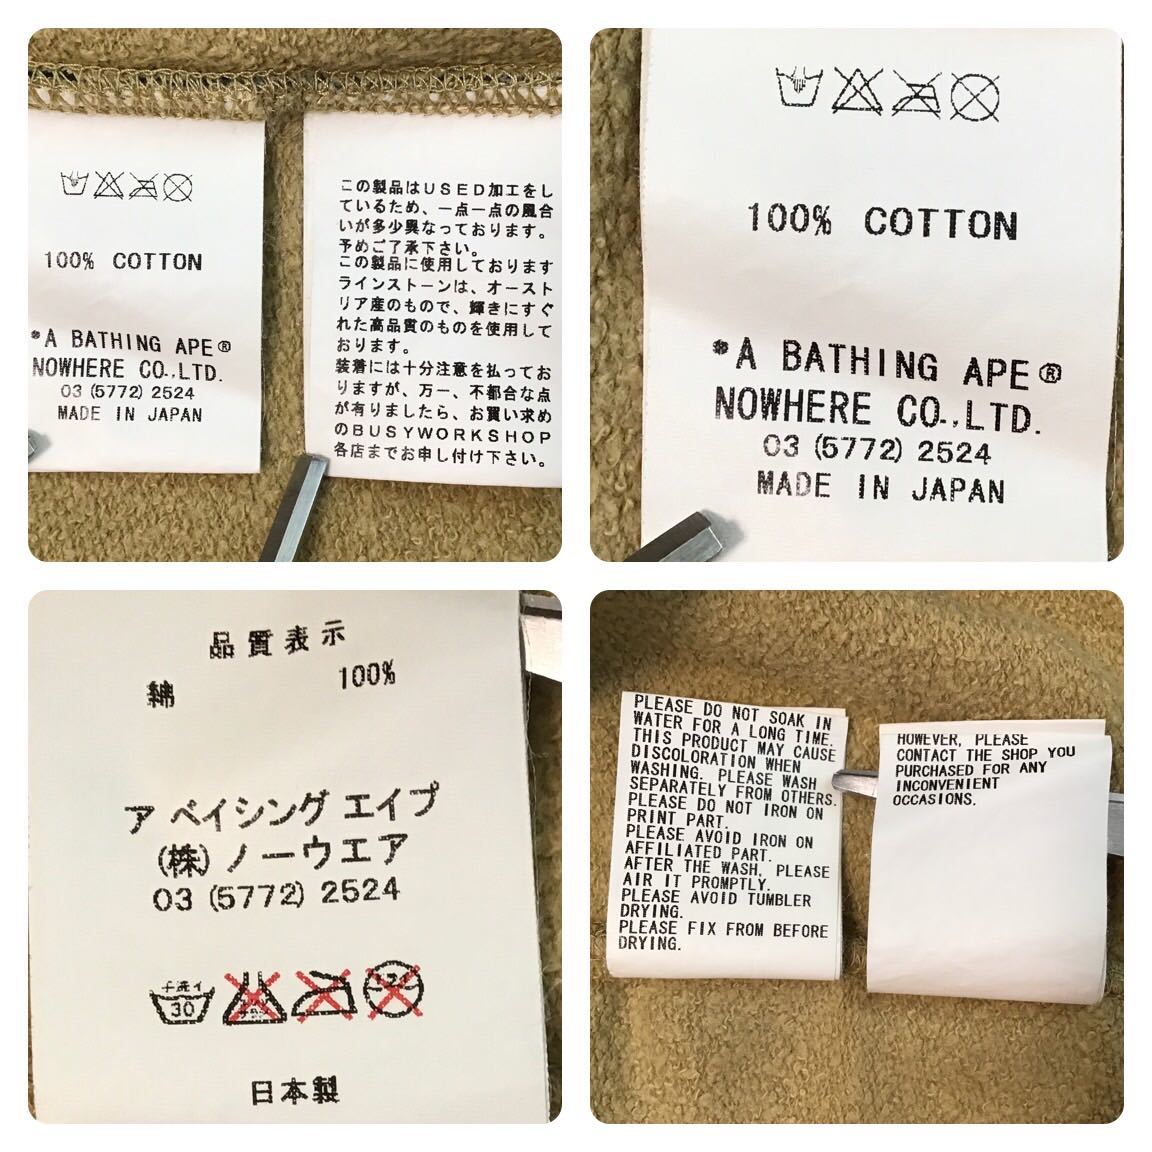 100% COTTON
*A BATHING APE®
NOWHERE CO.,LTD.
03 (5772) 2524
MADE IN JAPAN
この製品はUSED加工をし
ているため、一点一点の風合
いが多少異なっております。
予めご了承下さい。
この製品に使用しております
ラインストーンは、オースト
リア産のもので、輝きにすぐ
れた高品質のものを使用して
おります。
装着には十分注意を払ってお
りますが、万一、不都合な点
が有りましたら、お買い求め
のBUSYWORKSHOP
各店までお申し付け下さい。
100% COTTON
*A BATHING APE®
NOWHERE CO.,LTD.
03 (5772) 2524
MADE IN JAPAN
品質表示
綿 100%
ア ベイシング エイプ
(株) ノーウエア
03 (5772) 2524
手洗イ
30
日本製
PLEASE DO NOT SOAK IN
WATER FOR A LONG TIME.
THIS PRODUCT MAY CAUSE
DISCOLORATION WHEN
WASHING. PLEASE WASH
SEPARATELY FROM OTHERS.
PLEASE DO NOT IRON ON
PRINT PART.
PLEASE AVOID IRON ON
AFFILIATED PART.
AFTER THE WASH, PLEASE
AIR IT PROMPTLY.
PLEASE AVOID TUMBLER
DRYING.
PLEASE FIX FROM BEFORE
DRYING.
HOWEVER, PLEASE
CONTACT THE SHOP YOU
PURCHASED FOR ANY
INCONVENIENT
OCCASIONS.